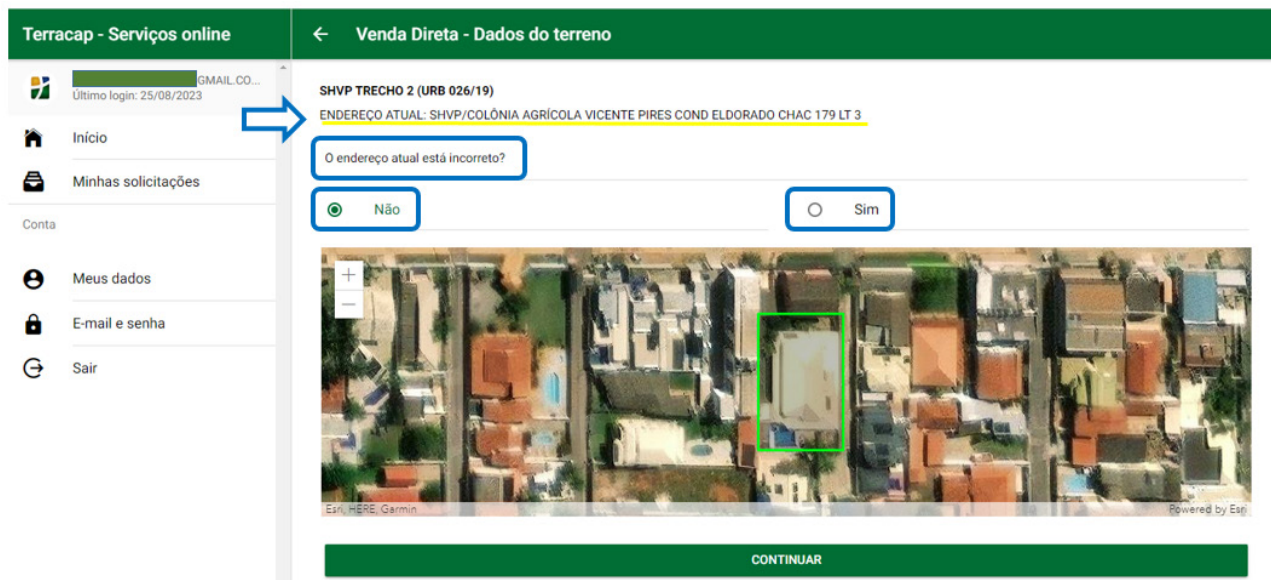 Terracap - Serviços online
GMAIL.CO...
Último login: 25/08/2023
Início
Minhas solicitações
Conta
Meus dados
E-mail e senha
Sair
Venda Direta - Dados do terreno
SHVP TRECHO 2 (URB 026/19)
ENDEREÇO ATUAL: SHVP/COLÔNIA AGRÍCOLA VICENTE PIRES COND ELDORADO CHAC 179 LT 3
O endereço atual está incorreto?
Não
Sim
Esri, HERE, Garmin
Powered by Esri
CONTINUAR